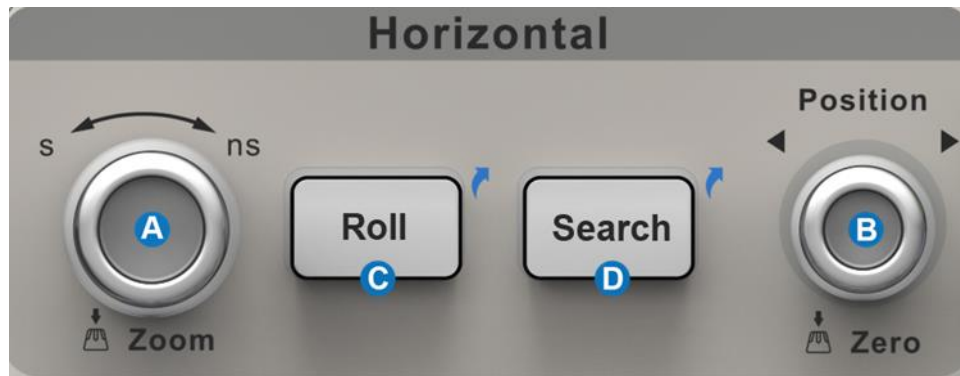 Horizontal
Position
s ns
A
Roll
C
Search
D
B
Zoom
Zero